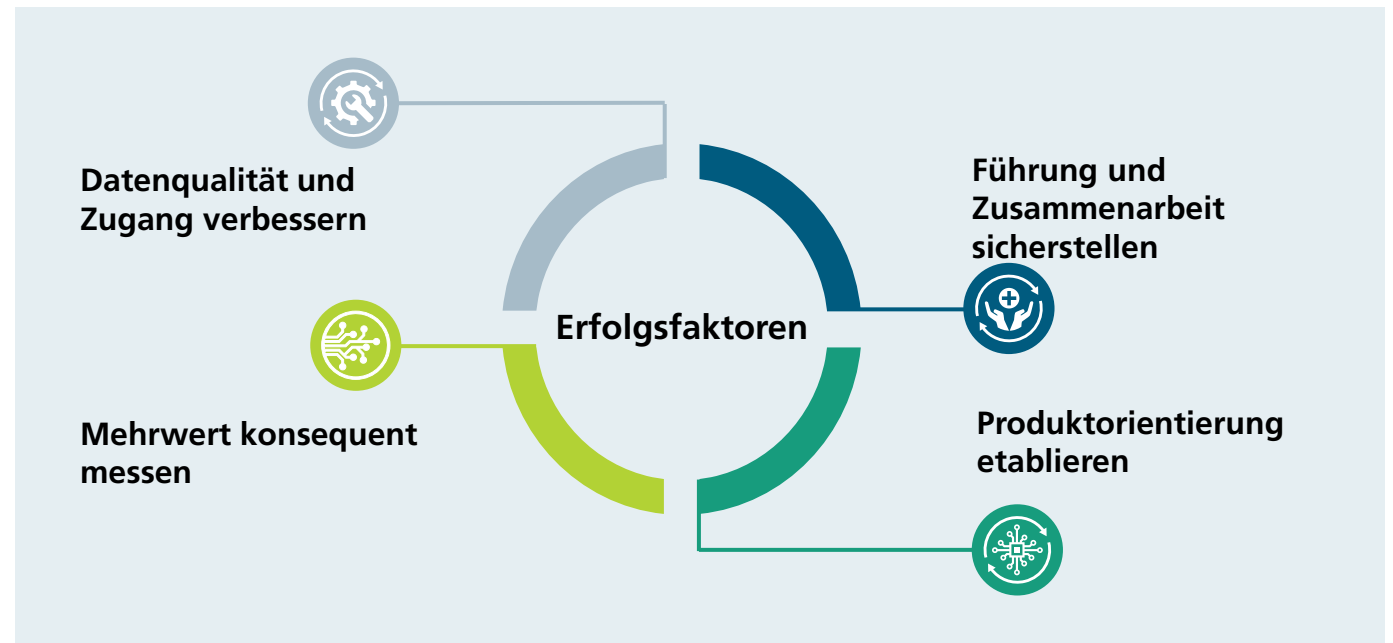 Datenqualität und
Zugang verbessern
Führung und
Zusammenarbeit
sicherstellen
Erfolgsfaktoren
Mehrwert konsequent
messen
Produktorientierung
etablieren